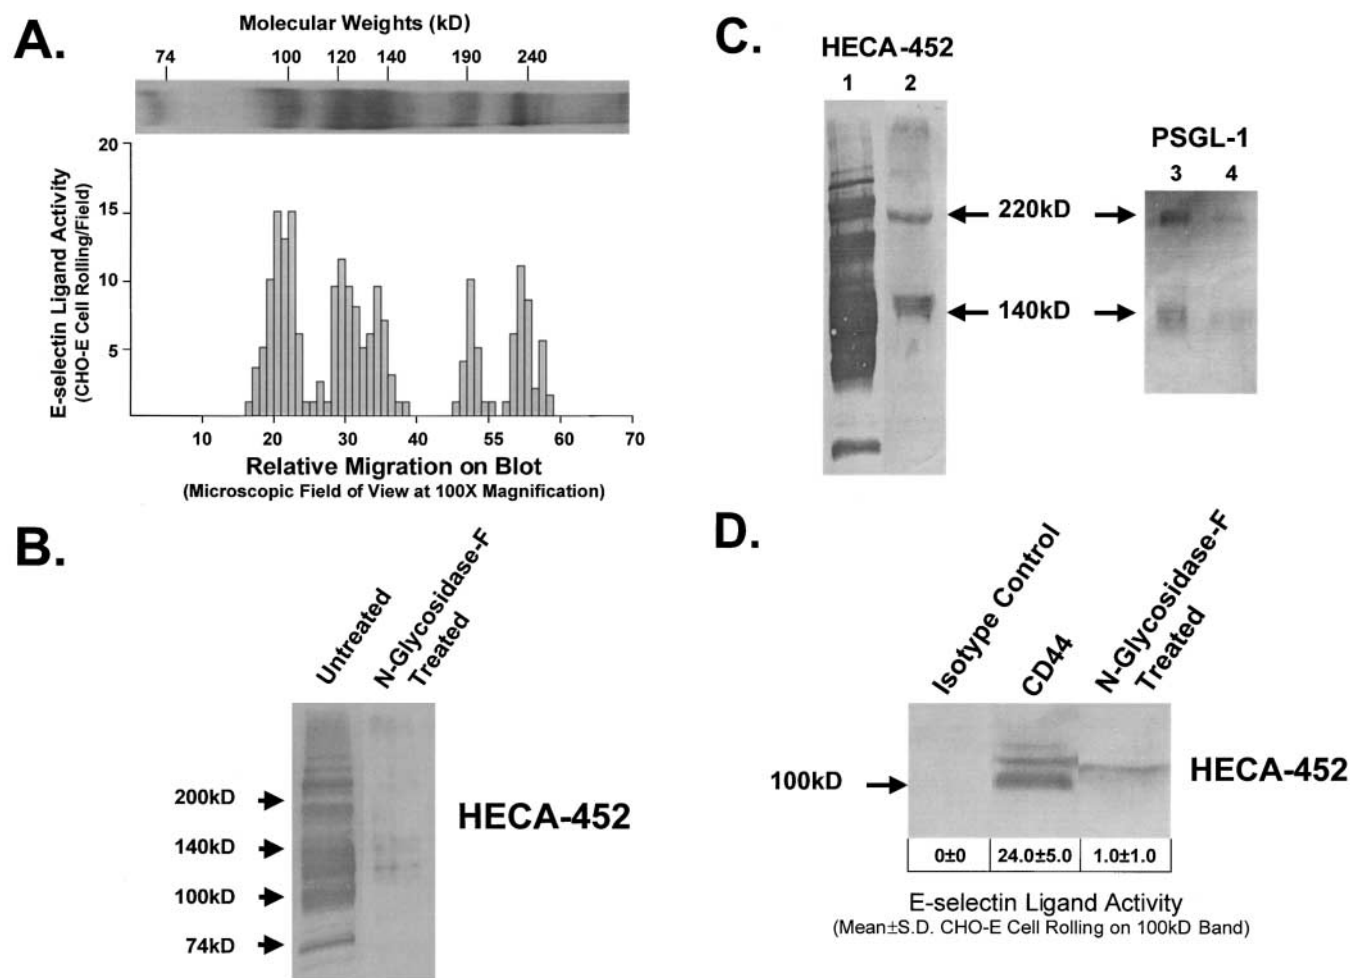 A.
Molecular Weights (kD)
74 100 120 140 190 240
E-selectin Ligand Activity
(CHO-E Cell Rolling/Field)
20
15
10
5
10 20 30 40 55 60 70
Relative Migration on Blot
(Microscopic Field of View at 100X Magnification)
B.
Untreated
N-Glycosidase-F
Treated
200kD
140kD
100kD
74kD
HECA-452
C.
HECA-452
1 2
PSGL-1
3 4
220kD
140kD
D.
Isotype Control
CD44
N-Glycosidase-F
Treated
100kD
HECA-452
0±0 24.0±5.0 1.0±1.0
E-selectin Ligand Activity
(Mean±S.D. CHO-E Cell Rolling on 100kD Band)